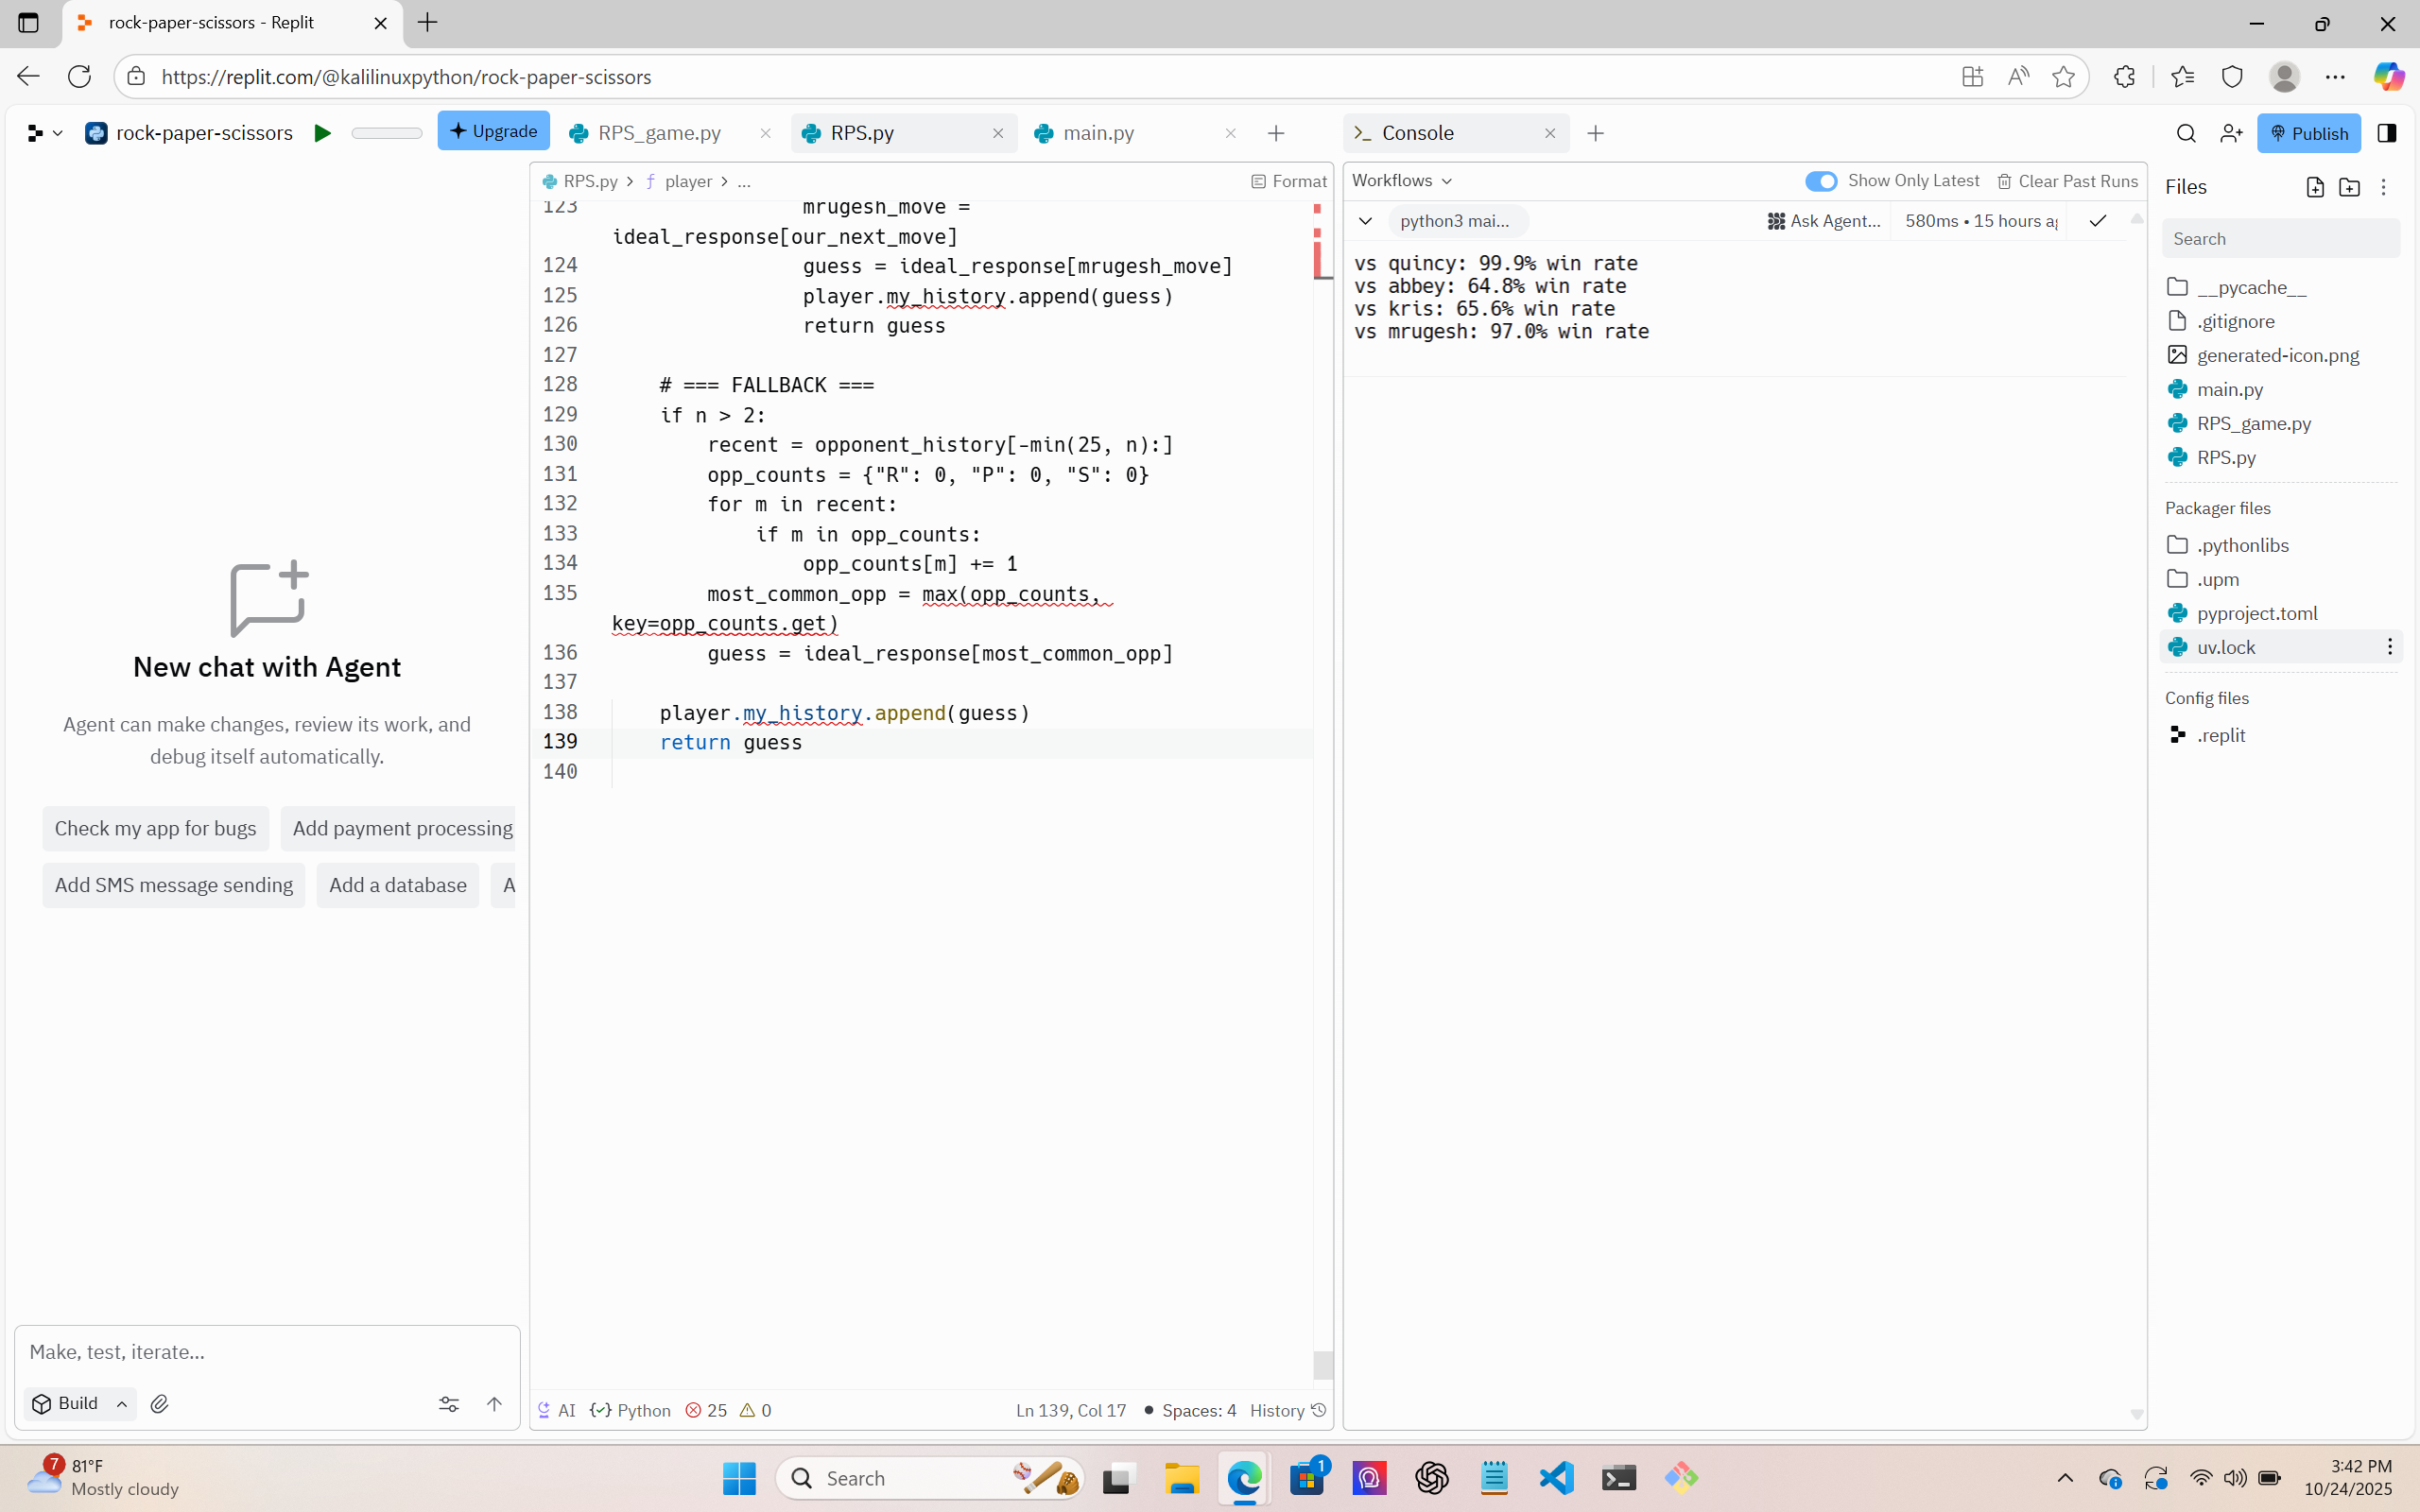 rock-paper-scissors - Replit
https://replit.com/@kalilinuxpython/rock-paper-scissors
rock-paper-scissors
Upgrade
RPS_game.py
RPS.py
main.py
Console
Publish
RPS.py > player > ...
Format
123 mrugesh_move =
ideal_response[our_next_move]
124 guess = ideal_response[mrugesh_move]
125 player.my_history.append(guess)
126 return guess
127
128 # === FALLBACK ===
129 if n > 2:
130 recent = opponent_history[-min(25, n):]
131 opp_counts = {"R": 0, "P": 0, "S": 0}
132 for m in recent:
133 if m in opp_counts:
134 opp_counts[m] += 1
135 most_common_opp = max(opp_counts,
key=opp_counts.get)
136 guess = ideal_response[most_common_opp]
137
138 player.my_history.append(guess)
139 return guess
140
AI Python 25 0 Ln 139, Col 17 Spaces: 4 History
Workflows
Show Only Latest
Clear Past Runs
python3 mai...
Ask Agent...
580ms • 15 hours ag
vs quincy: 99.9% win rate
vs abbey: 64.8% win rate
vs kris: 65.6% win rate
vs mrugesh: 97.0% win rate
Files
Search
__pycache__
.gitignore
generated-icon.png
main.py
RPS_game.py
RPS.py
Packager files
.pythonlibs
.upm
pyproject.toml
uv.lock
Config files
.replit
New chat with Agent
Agent can make changes, review its work, and
debug itself automatically.
Check my app for bugs
Add payment processing
Add SMS message sending
Add a database
A
Make, test, iterate...
Build
7
81°F
Mostly cloudy
Search
1
3:42 PM
10/24/2025